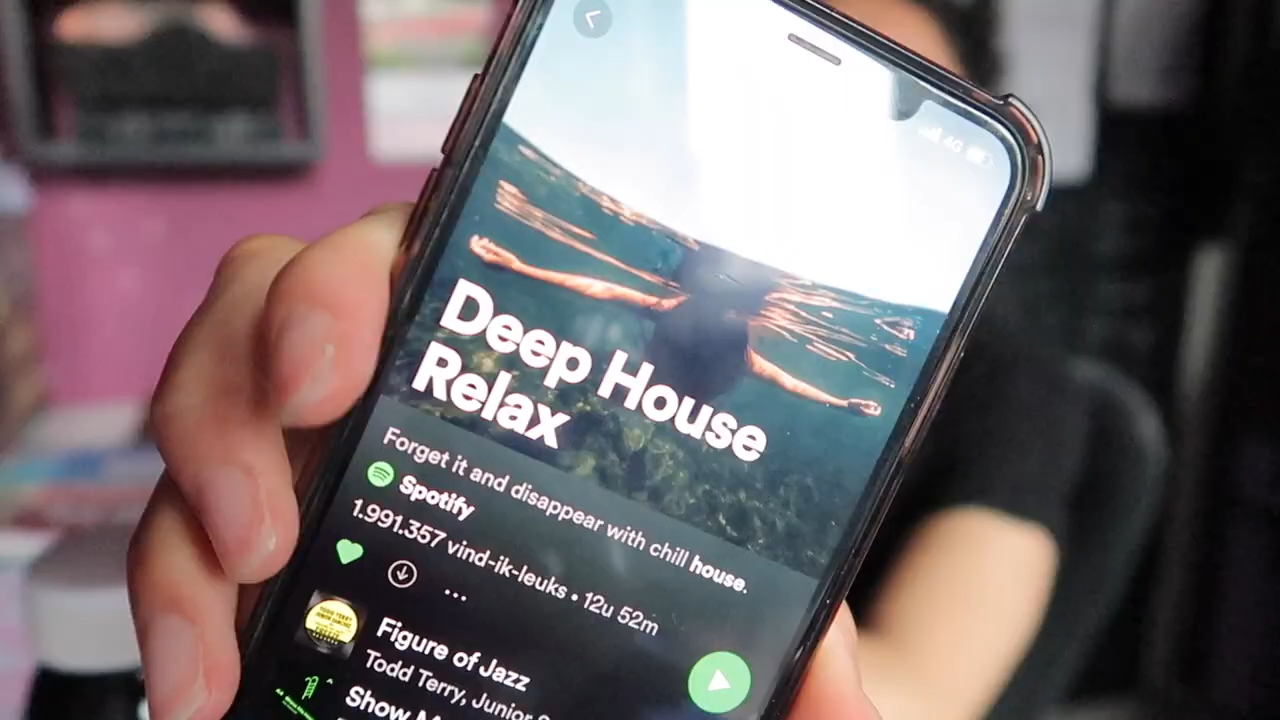 4G
Deep House
Relax
Forget it and disappear with chill house.
Spotify
1.991.357 vind-ik-leuks • 12u 52m
...
Figure of Jazz
Todd Terry, Junior
Show